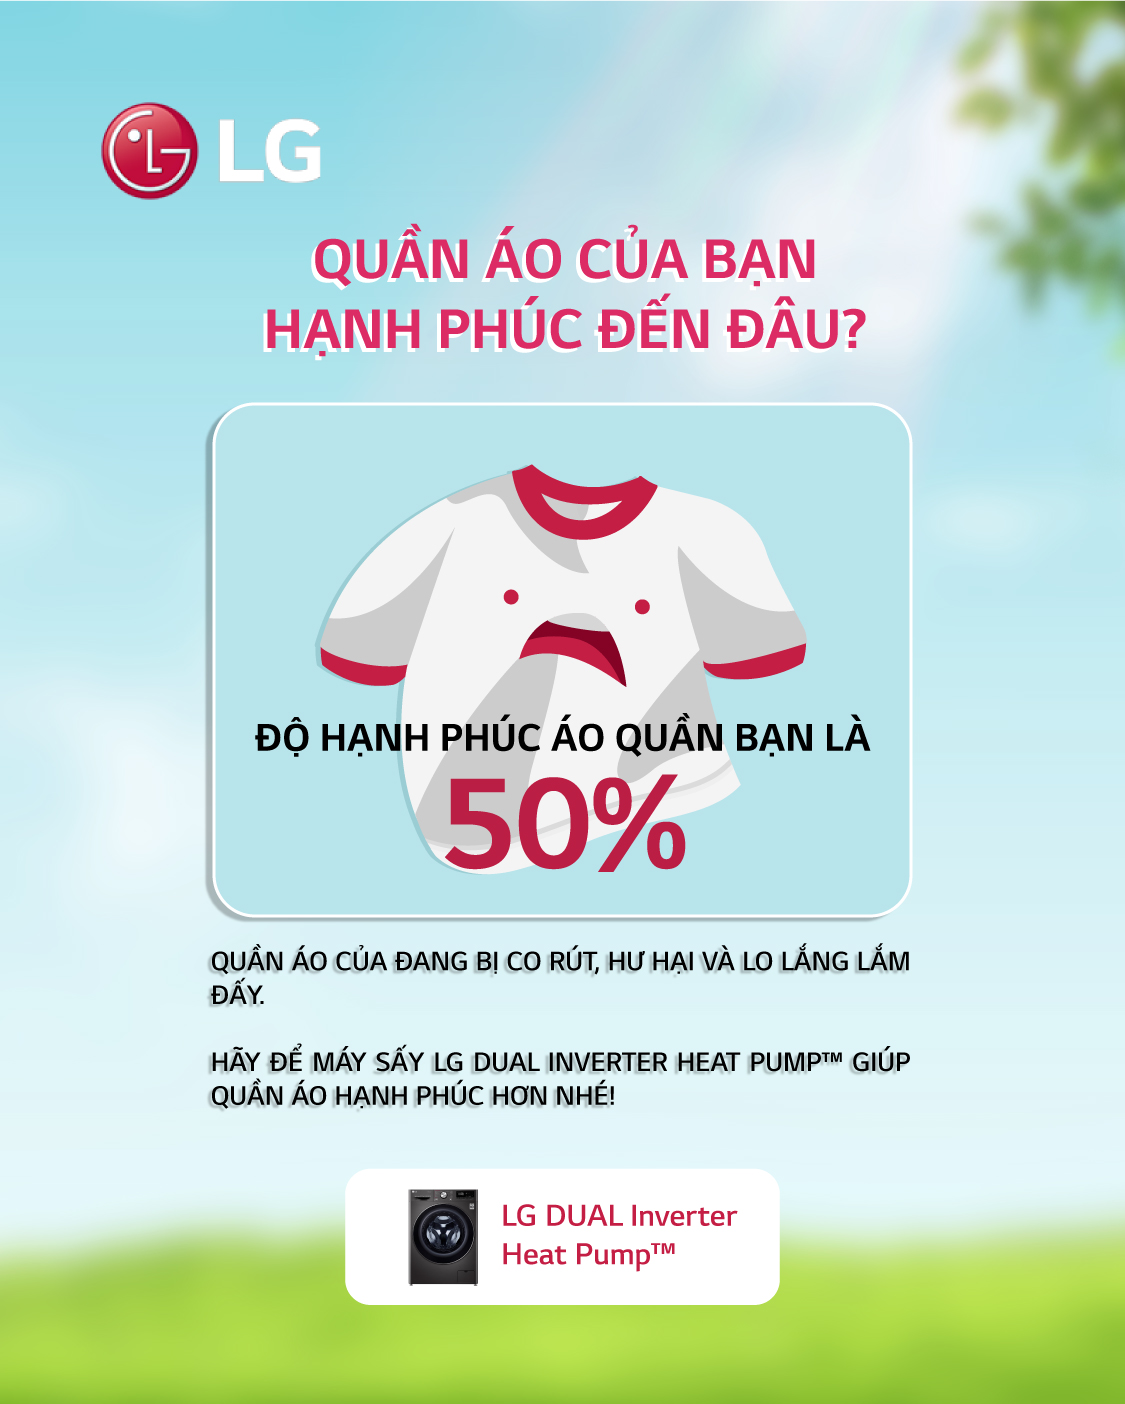 LG
QUẦN ÁO CỦA BẠN
HẠNH PHÚC ĐẾN ĐÂU?
ĐỘ HẠNH PHÚC ÁO QUẦN BẠN LÀ
50%
QUẦN ÁO CỦA ĐANG BỊ CO RÚT, HƯ HẠI VÀ LO LẮNG LẮM
ĐẤY.
HÃY ĐỂ MÁY SẤY LG DUAL INVERTER HEAT PUMP™ GIÚP
QUẦN ÁO HẠNH PHÚC HƠN NHÉ!
LG DUAL Inverter
Heat Pump™